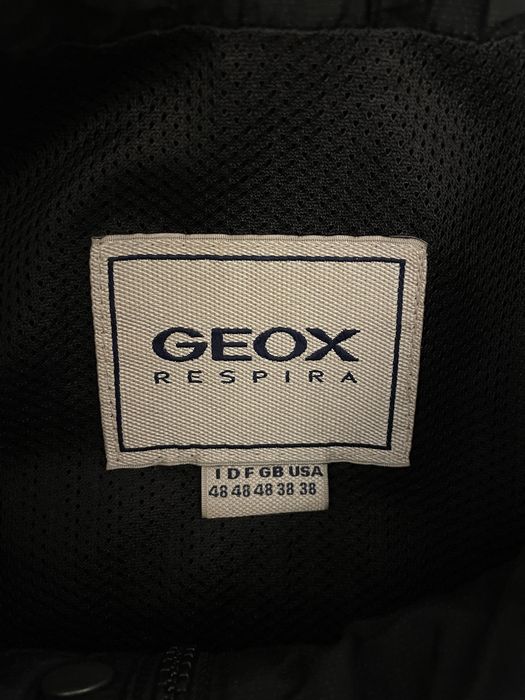 GEOX
RESPIRA
I D F GB USA
48 48 48 38 38